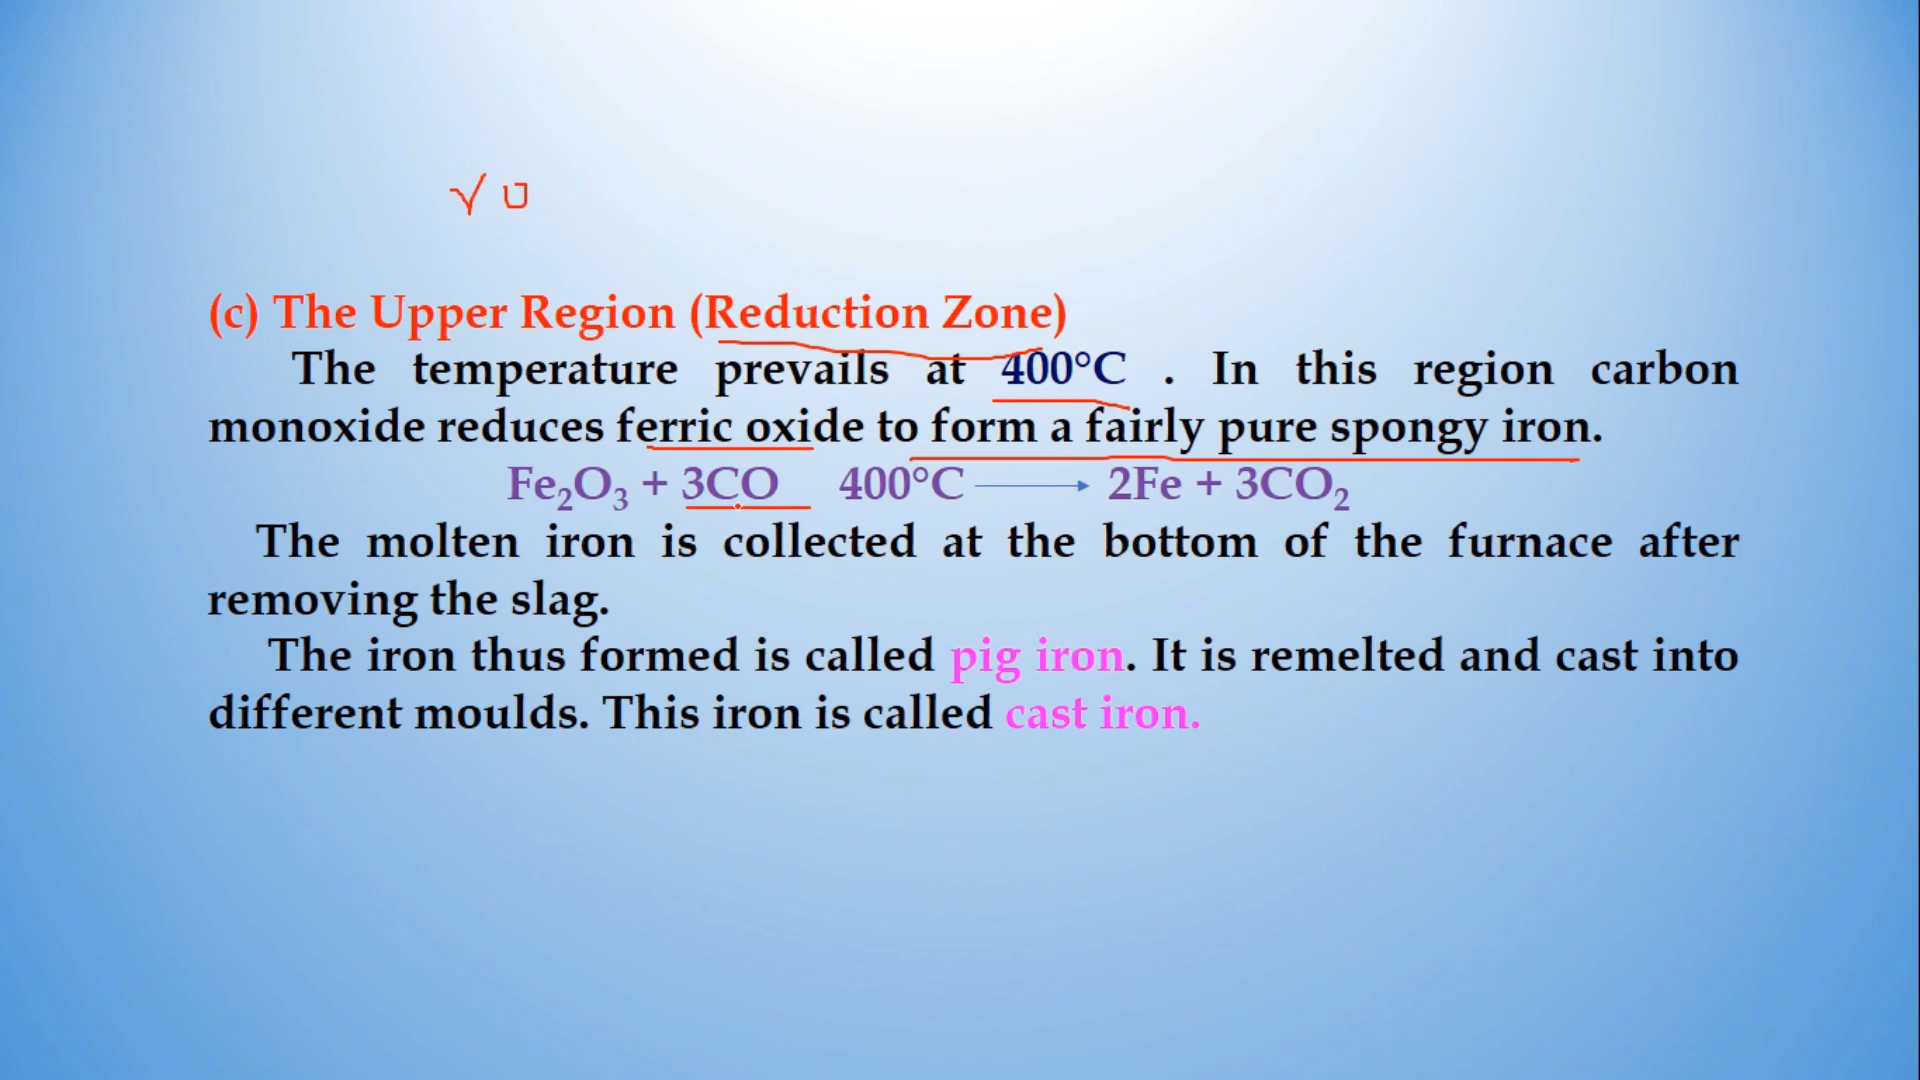 (c) The Upper Region (Reduction Zone)
The temperature prevails at 400°C . In this region carbon
monoxide reduces ferric oxide to form a fairly pure spongy iron.
Fe₂O₃ + 3CO 400°C ⟶ 2Fe + 3CO₂
The molten iron is collected at the bottom of the furnace after
removing the slag.
The iron thus formed is called pig iron. It is remelted and cast into
different moulds. This iron is called cast iron.